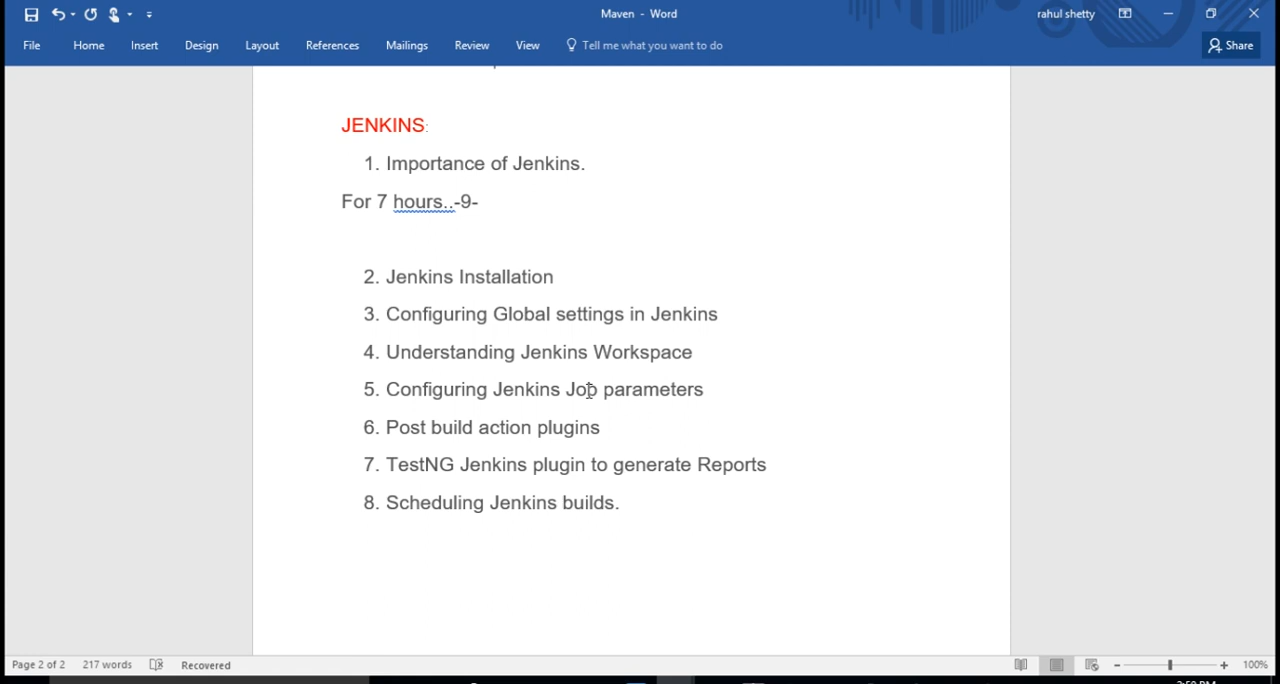 Maven - Word
rahul shetty
File Home Insert Design Layout References Mailings Review View Tell me what you want to do Share
JENKINS:
1. Importance of Jenkins.
For 7 hours..-9-
2. Jenkins Installation
3. Configuring Global settings in Jenkins
4. Understanding Jenkins Workspace
5. Configuring Jenkins Job parameters
6. Post build action plugins
7. TestNG Jenkins plugin to generate Reports
8. Scheduling Jenkins builds.
Page 2 of 2 217 words Recovered 100%